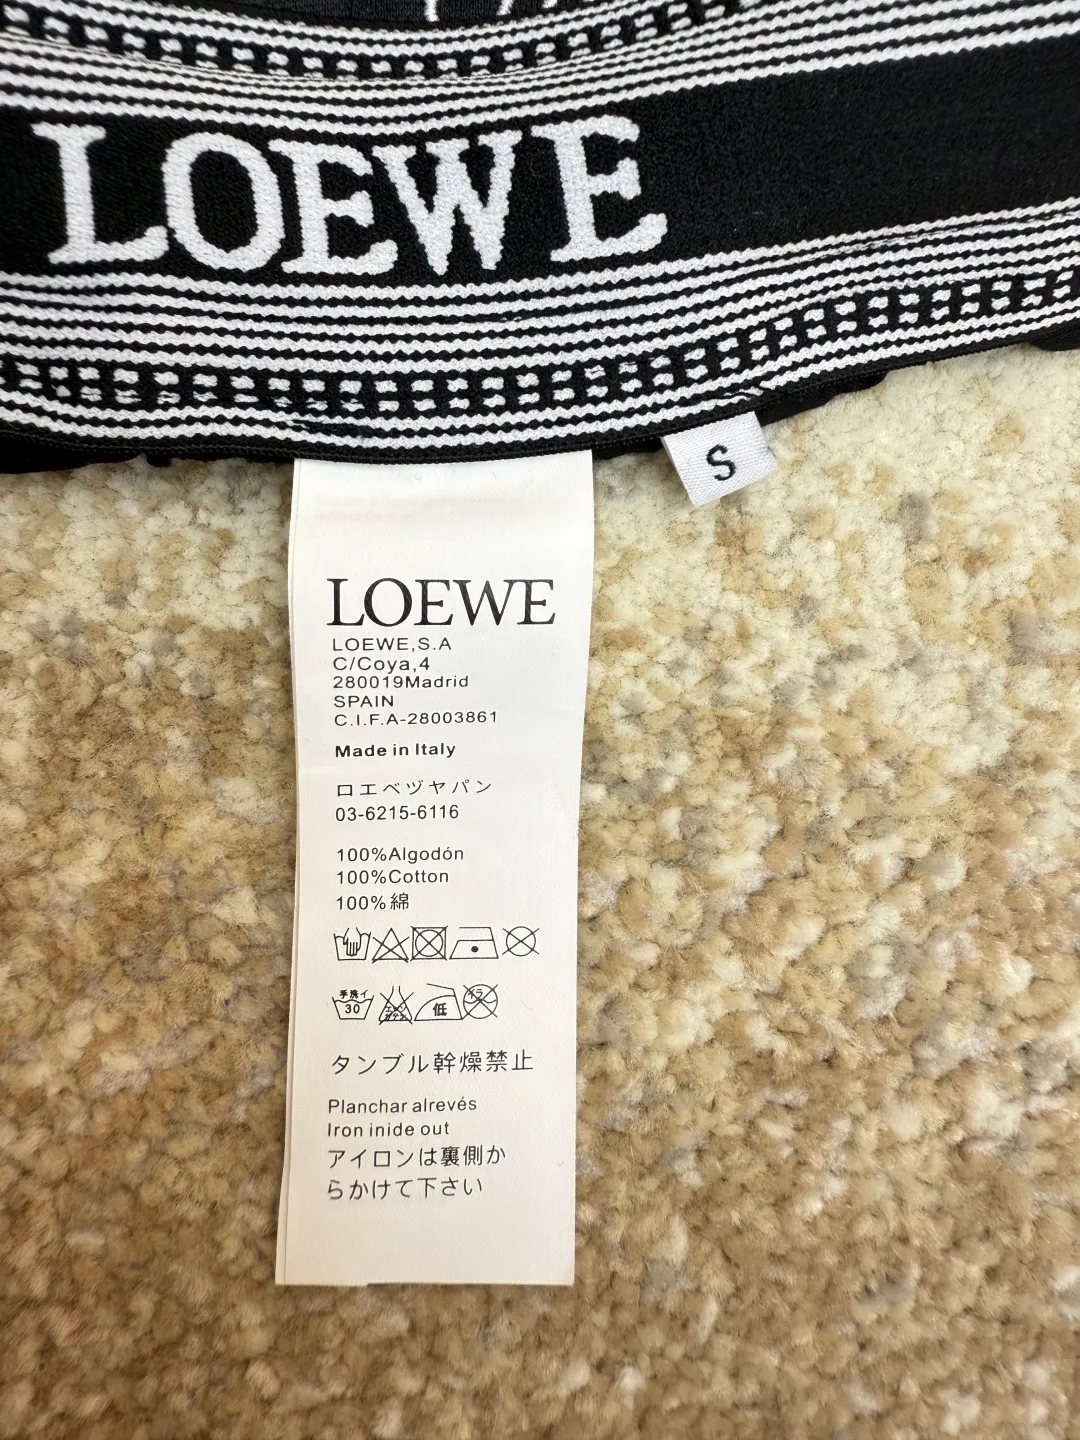 LOEWE
S
LOEWE
LOEWE,S.A
C/Coya,4
280019Madrid
SPAIN
C.I.F.A-28003861
Made in Italy
ロエベヅヤパン
03-6215-6116
100%Algodón
100%Cotton
100%綿
手洗イ
30
低
タンブル幹燥禁止
Planchar alrevés
Iron inide out
アイロンは裏側か
らかけて下さい